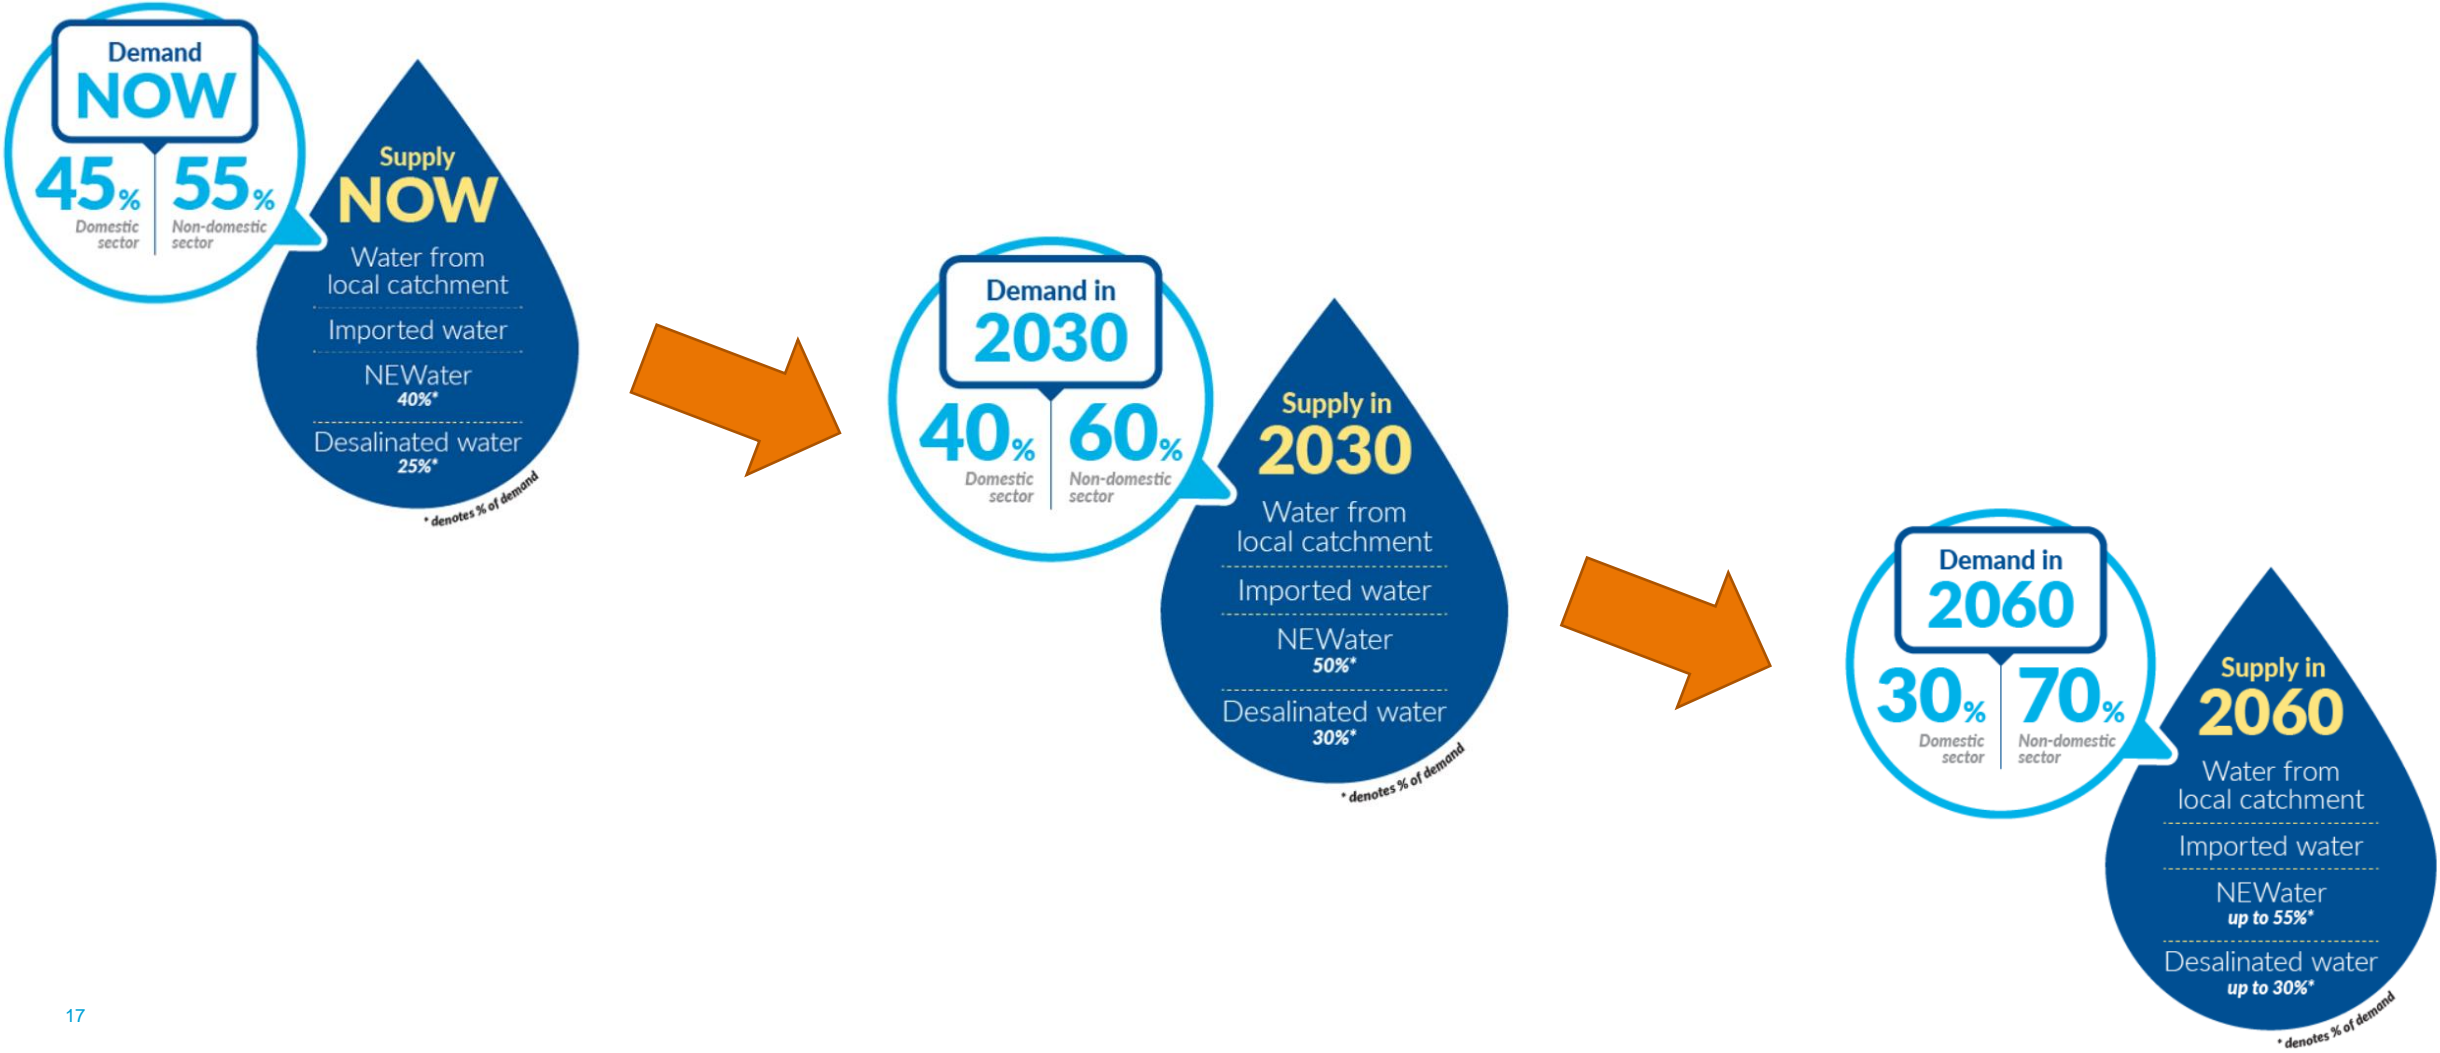 Demand
NOW
45% 55%
Domestic sector
Non-domestic sector
Supply
NOW
Water from
local catchment
Imported water
NEWater
40%*
Desalinated water
25%*
* denotes % of demand
Demand in
2030
40% 60%
Domestic sector
Non-domestic sector
Supply in
2030
Water from
local catchment
Imported water
NEWater
50%*
Desalinated water
30%*
* denotes % of demand
Demand in
2060
30% 70%
Domestic sector
Non-domestic sector
Supply in
2060
Water from
local catchment
Imported water
NEWater
up to 55%*
Desalinated water
up to 30%*
* denotes % of demand
17